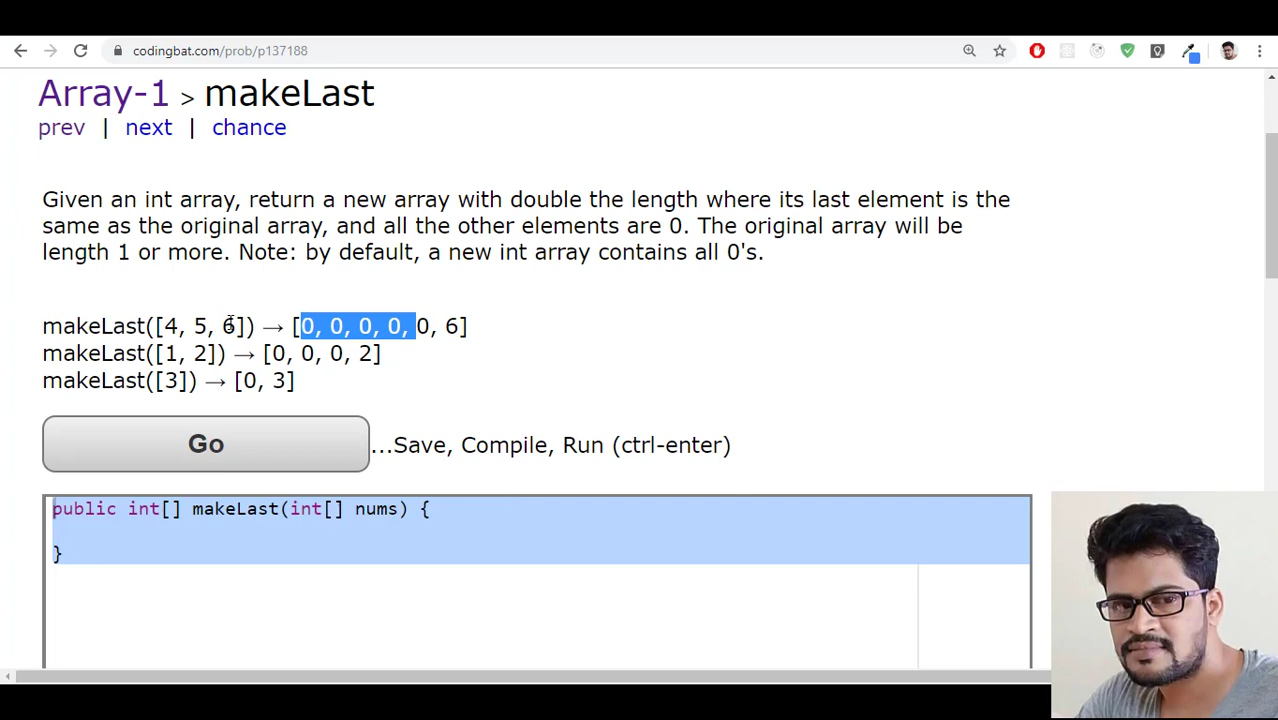 codingbat.com/prob/p137188
Array-1 > makeLast
prev | next | chance
Given an int array, return a new array with double the length where its last element is the
same as the original array, and all the other elements are 0. The original array will be
length 1 or more. Note: by default, a new int array contains all 0's.
makeLast([4, 5, 6]) → [0, 0, 0, 0, 0, 6]
makeLast([1, 2]) → [0, 0, 0, 2]
makeLast([3]) → [0, 3]
Go ...Save, Compile, Run (ctrl-enter)
public int[] makeLast(int[] nums) {
}